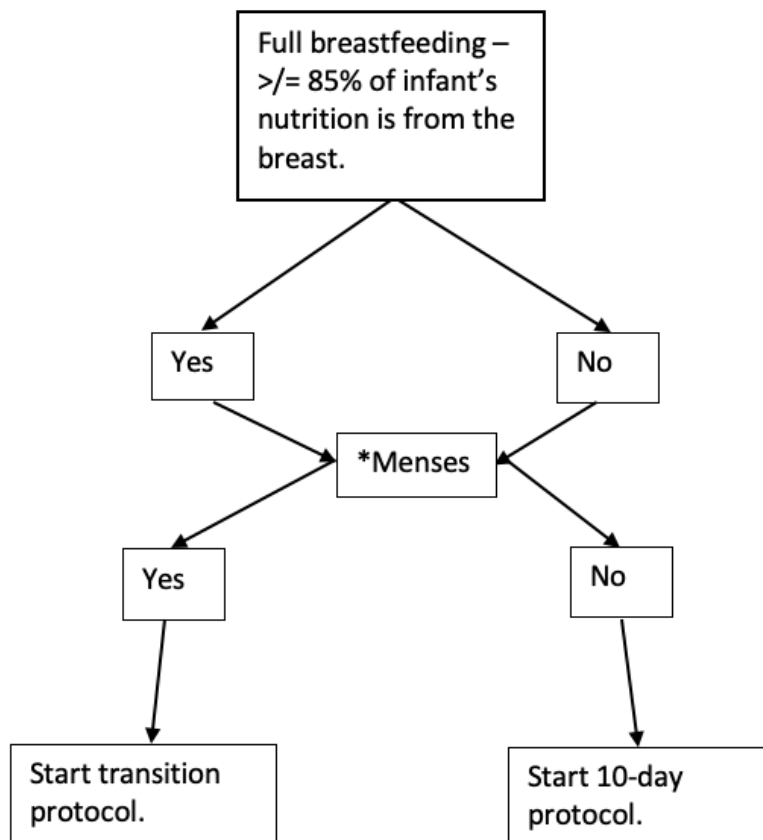 Full breastfeeding –
>/= 85% of infant’s
nutrition is from the
breast.
Yes
No
*Menses
Yes
No
Start transition
protocol.
Start 10-day
protocol.